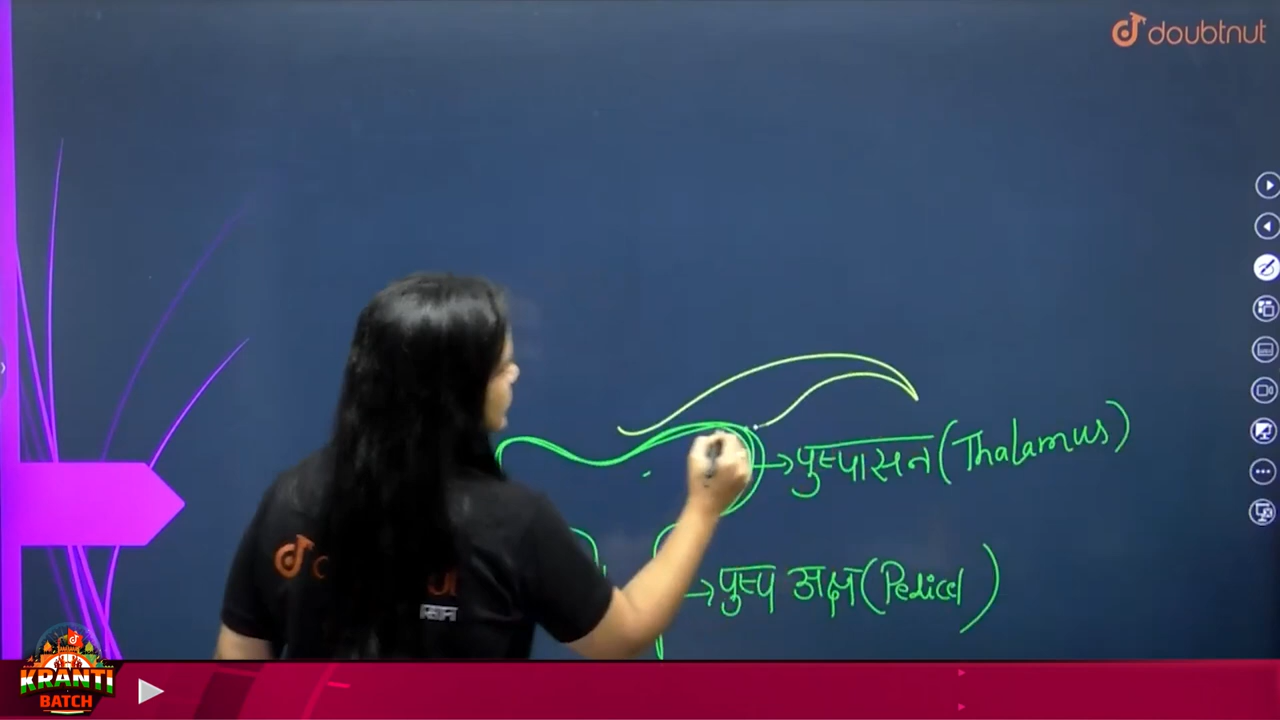 doubtnut
पुष्पासन (Thalamus)
पुष्प अक्ष (Pedicel)
KRANTI
BATCH